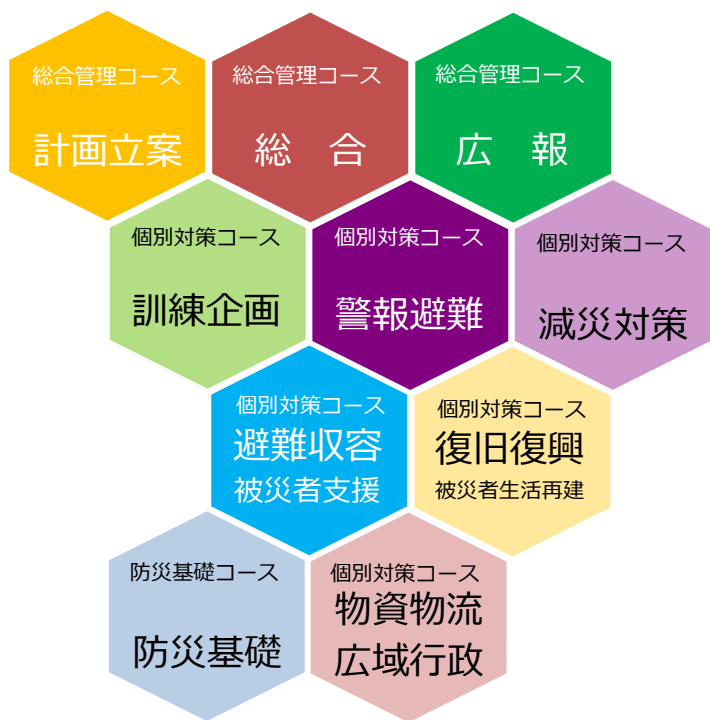 総合管理コース
計画立案
総合管理コース
総　合
総合管理コース
広　報
個別対策コース
訓練企画
個別対策コース
警報避難
個別対策コース
減災対策
個別対策コース
避難収容
被災者支援
個別対策コース
復旧復興
被災者生活再建
防災基礎コース
防災基礎
個別対策コース
物資物流
広域行政